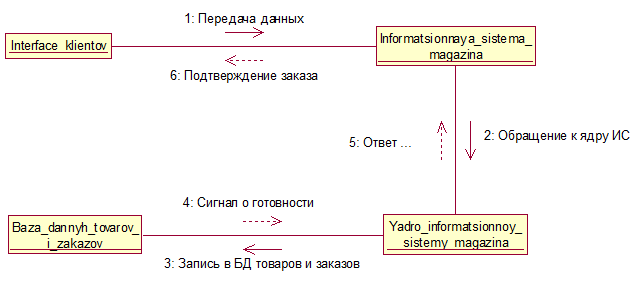 1: Передача данных
Interface_klientov
Informatsionnaya_sistema_
magazina
6: Подтверждение заказа
5: Ответ ...
2: Обращение к ядру ИС
4: Сигнал о готовности
Baza_dannyh_tovarov_
i_zakazov
Yadro_informatsionnoy_
sistemy_magazina
3: Запись в БД товаров и заказов